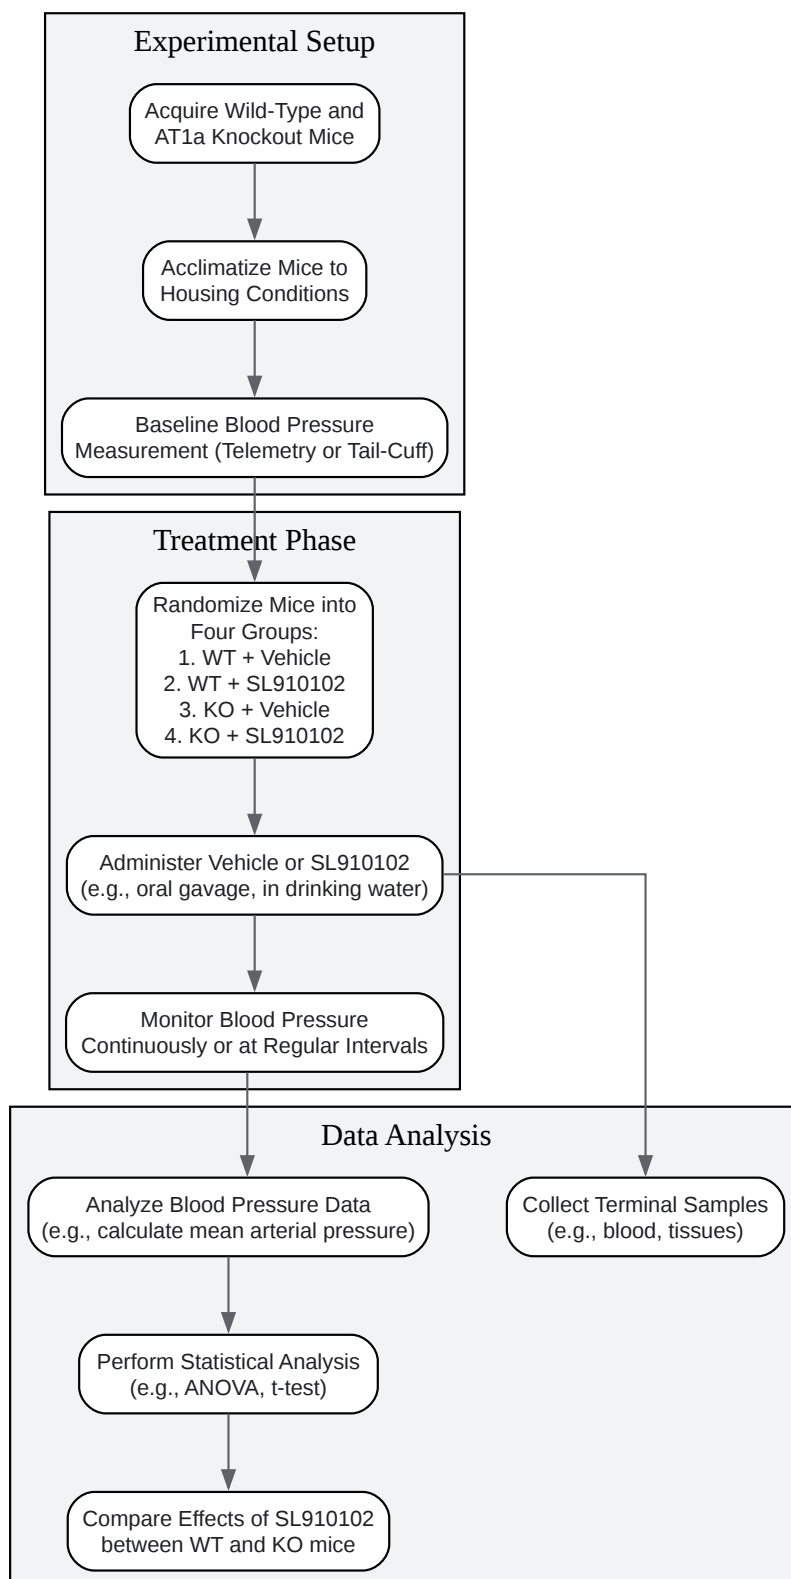 Experimental Setup
Acquire Wild-Type and
AT1a Knockout Mice
Acclimatize Mice to
Housing Conditions
Baseline Blood Pressure
Measurement (Telemetry or Tail-Cuff)
Treatment Phase
Randomize Mice into
Four Groups:
1. WT + Vehicle
2. WT + SL910102
3. KO + Vehicle
4. KO + SL910102
Administer Vehicle or SL910102
(e.g., oral gavage, in drinking water)
Monitor Blood Pressure
Continuously or at Regular Intervals
Data Analysis
Analyze Blood Pressure Data
(e.g., calculate mean arterial pressure)
Collect Terminal Samples
(e.g., blood, tissues)
Perform Statistical Analysis
(e.g., ANOVA, t-test)
Compare Effects of SL910102
between WT and KO mice